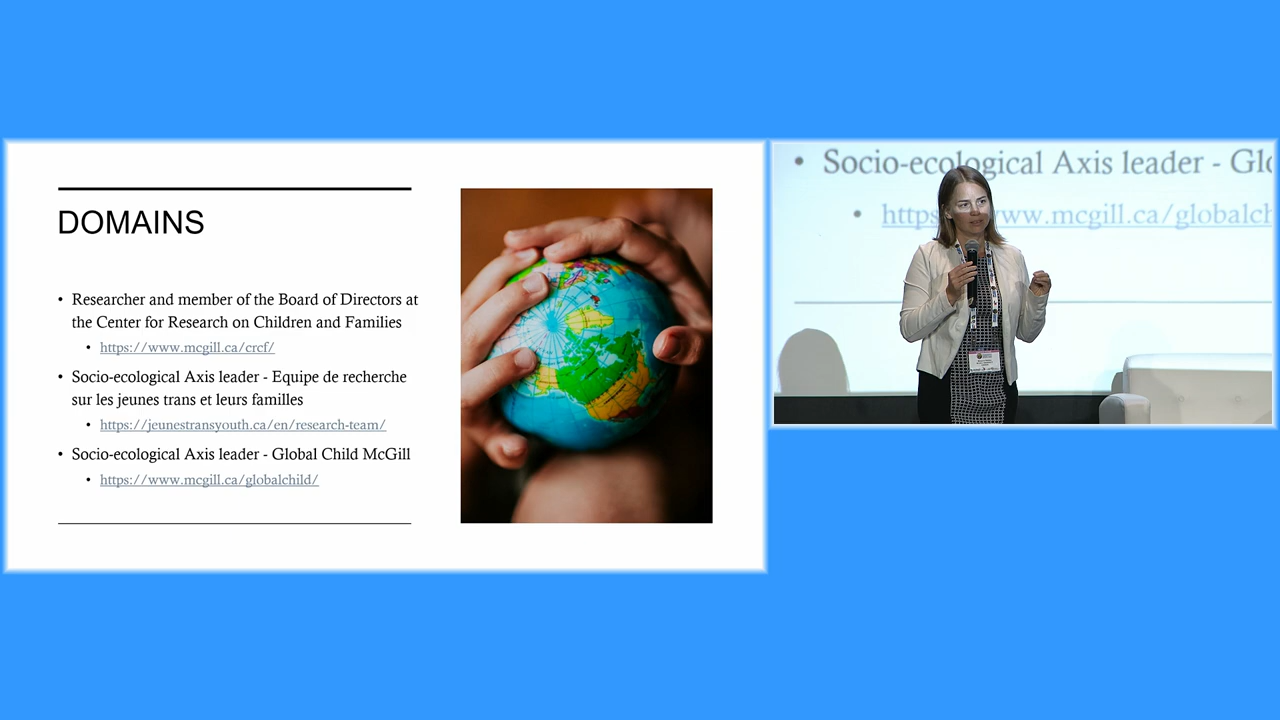 DOMAINS
• Researcher and member of the Board of Directors at
the Center for Research on Children and Families
• https://www.mcgill.ca/crcf/
• Socio-ecological Axis leader - Equipe de recherche
sur les jeunes trans et leurs familles
• https://jeunestransyouth.ca/en/research-team/
• Socio-ecological Axis leader - Global Child McGill
• https://www.mcgill.ca/globalchild/
• Socio-ecological Axis leader - Glo
• https www.mcgill.ca/globalch